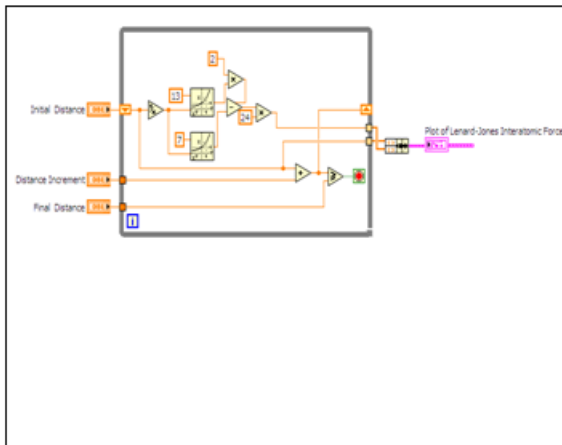 2
13
Initial Distance
24
7
Plot of Lenard-Jones Interatomic Force
Distance Increment
Final Distance
i